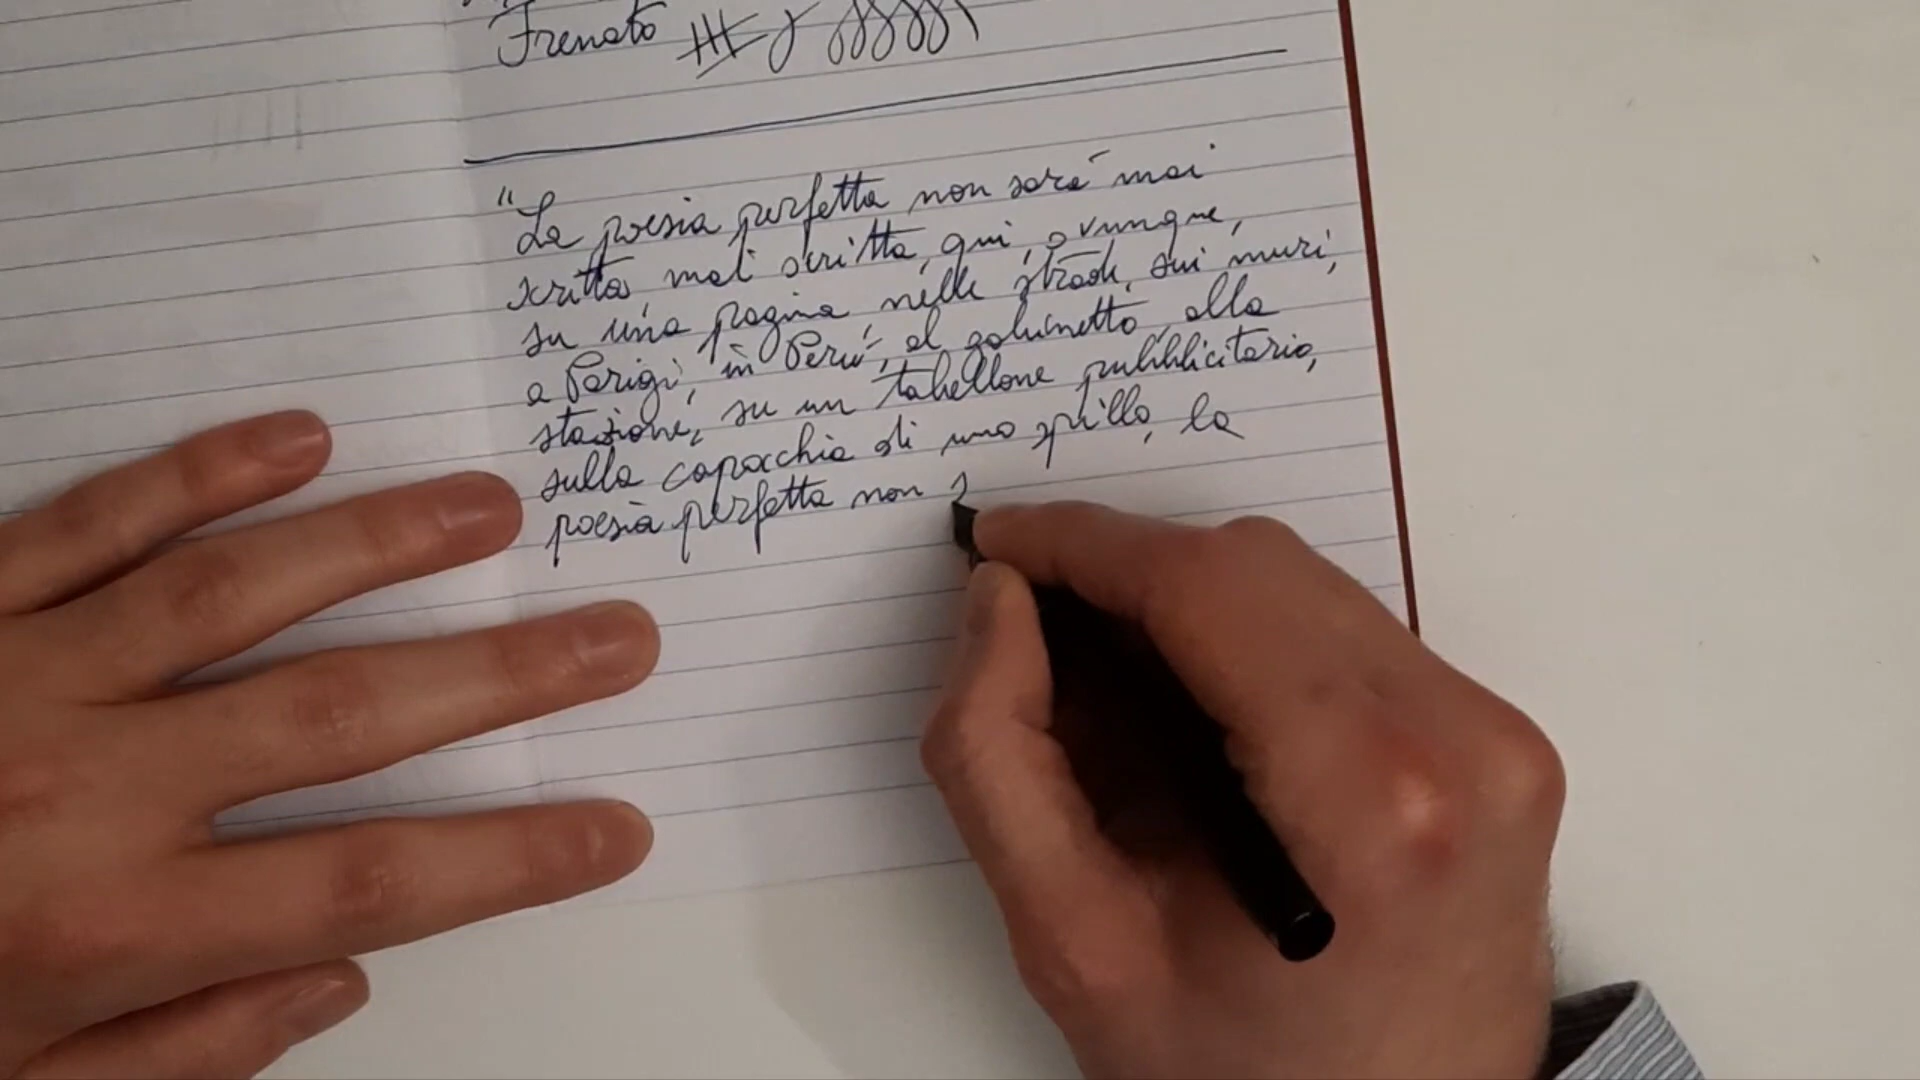 Frenato
"La poesia perfetta non sarà mai
scritta, mai scritta, qui, ovunque,
su una pagina nelle strade, sui muri,
a Parigi, in Perù, al gabinetto, alla
stazione, su un tabellone pubblicitario,
sulla capocchia di uno spillo, la
poesia perfetta non s